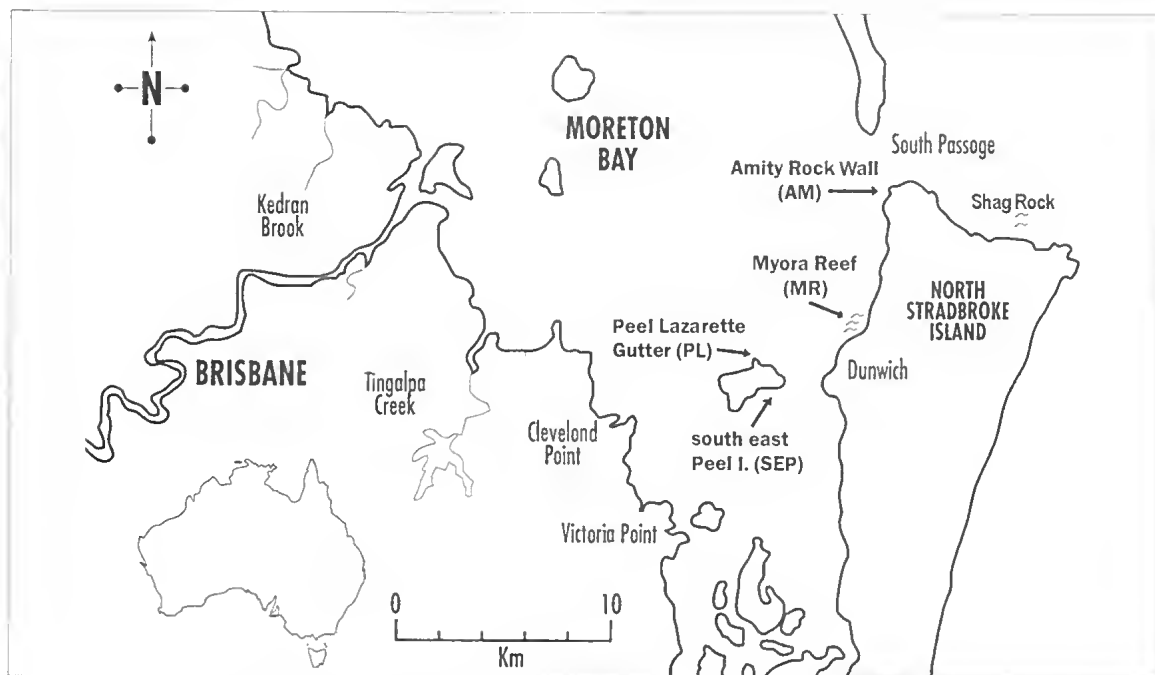 N
MORETON
BAY
South Passoge
Amity Rock Wall
(AM)
Shag Rock
Kedran
Brook
Myora Reef
(MR)
NORTH
STRADBROKE
ISLAND
Peel Lazarette
Gutter (PL)
BRISBANE
Dunwich
Tingalpa
Creek
Clevelond
Point
south east
Peel I. (SEP)
Victoria Point
0
10
Km